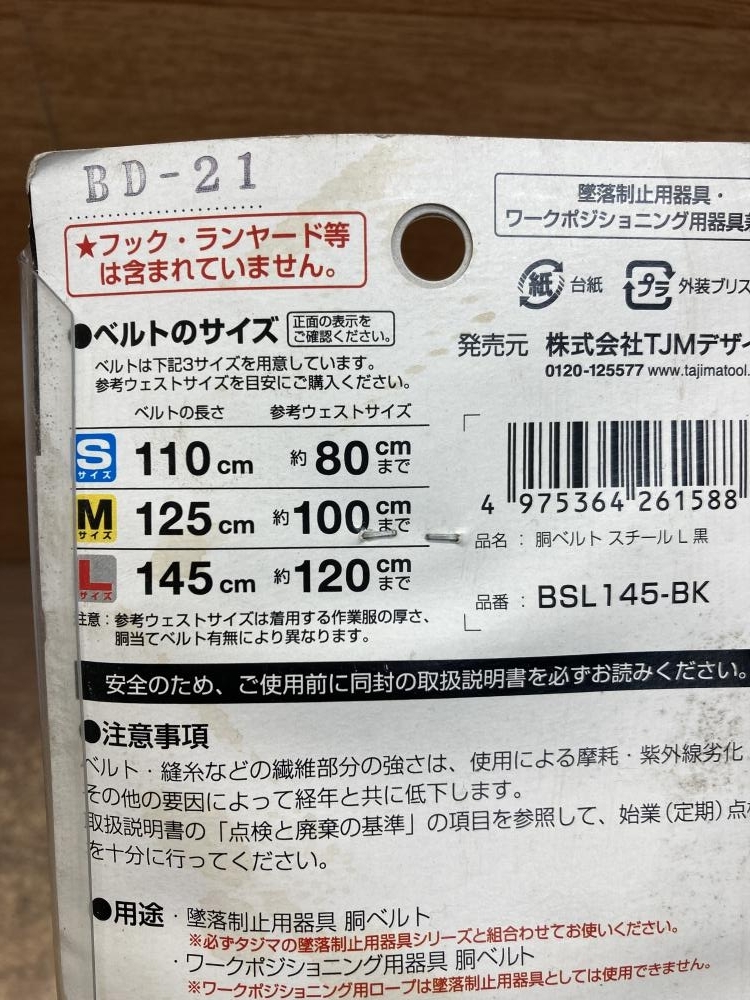 BD-21
★フック・ランヤード等
は含まれていません。
●ベルトのサイズ
正面の表示を
ご確認ください。
ベルトは下記3サイズを用意しています。
参考ウェストサイズを目安にご購入ください。
ベルトの長さ 参考ウェストサイズ
S サイズ 110cm 約80cmまで
M サイズ 125cm 約100cmまで
L サイズ 145cm 約120cmまで
注意：参考ウェストサイズは着用する作業服の厚さ、
胴当てベルト有無により異なります。
墜落制止用器具・
ワークポジショニング用器具
紙 台紙 プラ 外装ブリス
発売元 株式会社TJMデザイ
0120-125577 www.tajimatool.
4 975364 261588
品名：胴ベルト スチール L 黒
品番：BSL145-BK
安全のため、ご使用前に同封の取扱説明書を必ずお読みください。
●注意事項
ベルト・縫糸などの繊維部分の強さは、使用による摩耗・紫外線劣化
その他の要因によって経年と共に低下します。
取扱説明書の「点検と廃棄の基準」の項目を参照して、始業(定期)点
を十分に行ってください。
●用途・墜落制止用器具 胴ベルト
※必ずタジマの墜落制止用器具シリーズと組合わせてお使いください。
・ワークポジショニング用器具 胴ベルト
※ワークポジショニング用ロープは墜落制止用器具としては使用できません。